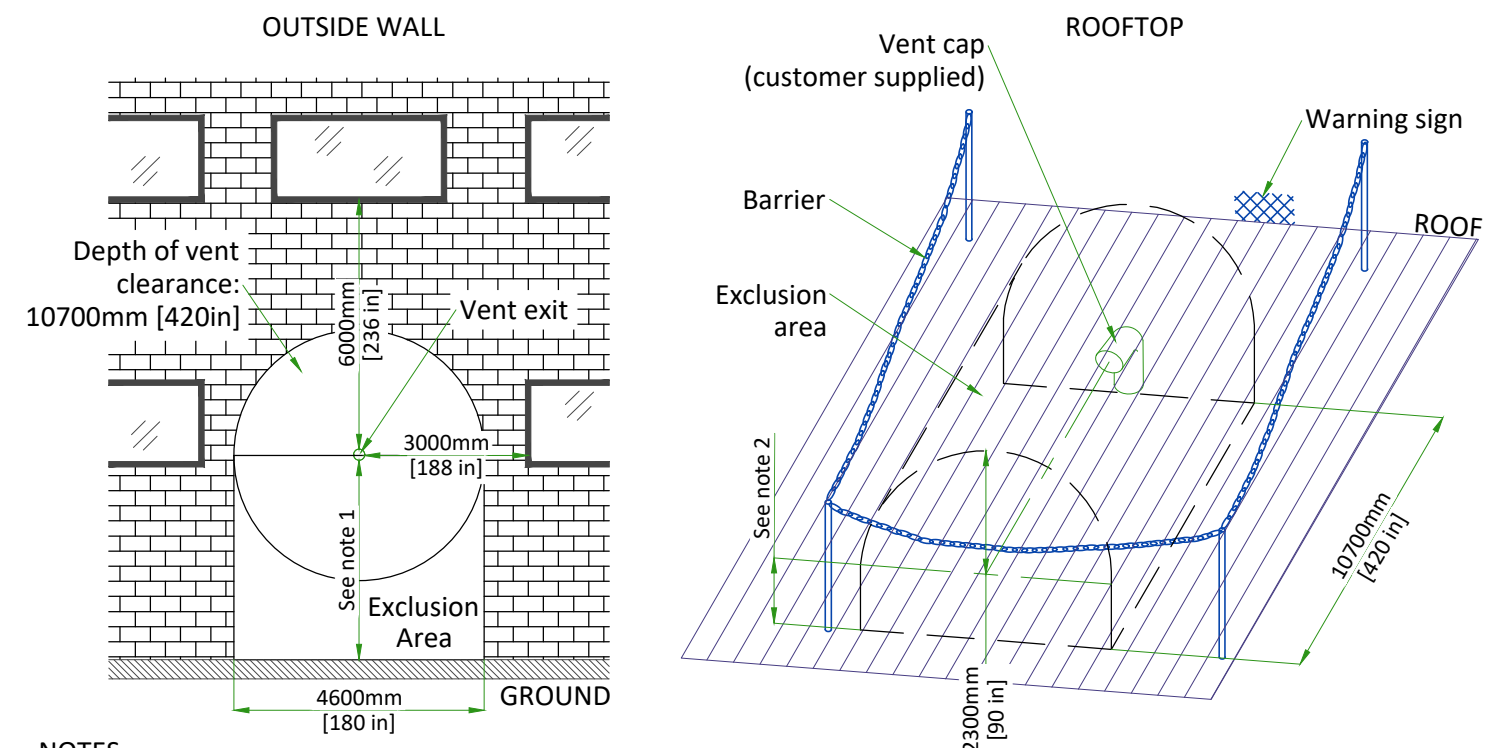 OUTSIDE WALL
Depth of vent
clearance:
10700mm [420in]
6000mm
[236 in]
Vent exit
3000mm
[188 in]
See note 1
Exclusion
Area
GROUND
4600mm
[180 in]
ROOFTOP
Vent cap
(customer supplied)
Warning sign
Barrier
ROOF
Exclusion
area
See note 2
10700mm
[420 in]
2300mm
[90 in]
NOTES